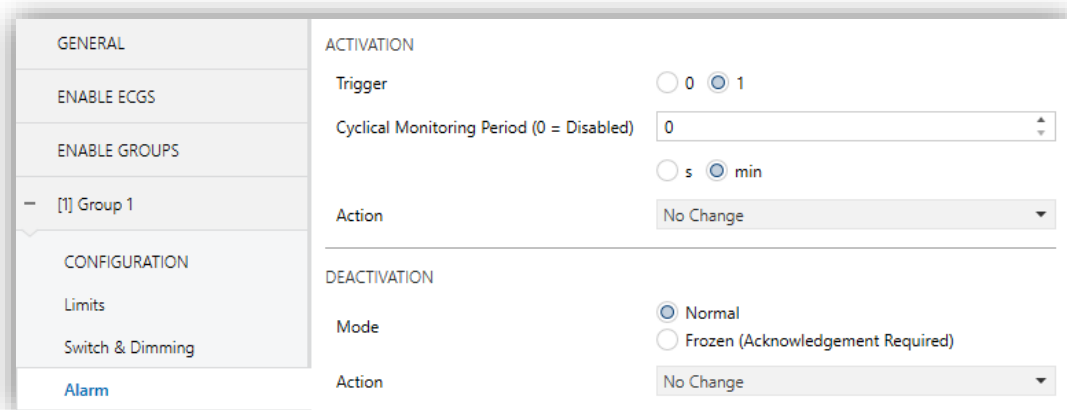 GENERAL
ENABLE ECGS
ENABLE GROUPS
[1] Group 1
CONFIGURATION
Limits
Switch & Dimming
Alarm
ACTIVATION
Trigger 0 1
Cyclical Monitoring Period (0 = Disabled) 0
s min
Action No Change
DEACTIVATION
Mode Normal
Frozen (Acknowledgement Required)
Action No Change